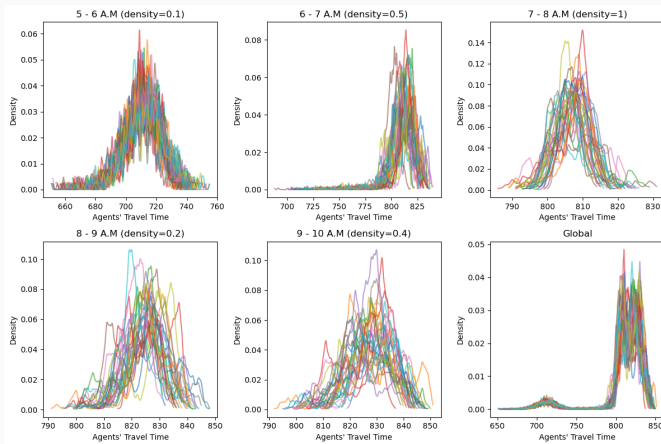 5 - 6 A.M (density=0.1)
0.06
0.05
0.04
0.03
0.02
0.01
0.00
Density
660 680 700 720 740 760
Agents' Travel Time
6 - 7 A.M (density=0.5)
0.08
0.06
0.04
0.02
0.00
Density
700 725 750 775 800 825
Agents' Travel Time
7 - 8 A.M (density=1)
0.14
0.12
0.10
0.08
0.06
0.04
0.02
0.00
Density
790 800 810 820 830
Agents' Travel Time
8 - 9 A.M (density=0.2)
0.10
0.08
0.06
0.04
0.02
0.00
Density
790 800 810 820 830 840 850
Agents' Travel Time
9 - 10 A.M (density=0.4)
0.10
0.08
0.06
0.04
0.02
0.00
Density
790 800 810 820 830 840 850
Agents' Travel Time
Global
0.05
0.04
0.03
0.02
0.01
0.00
Density
650 700 750 800 850
Agents' Travel Time